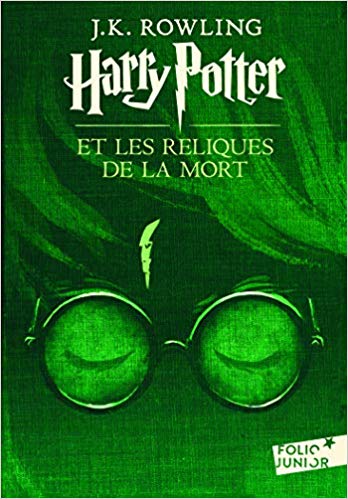 J.K. ROWLING
Harry Potter
ET LES RELIQUES
DE LA MORT
FOLIO
JUNIOR